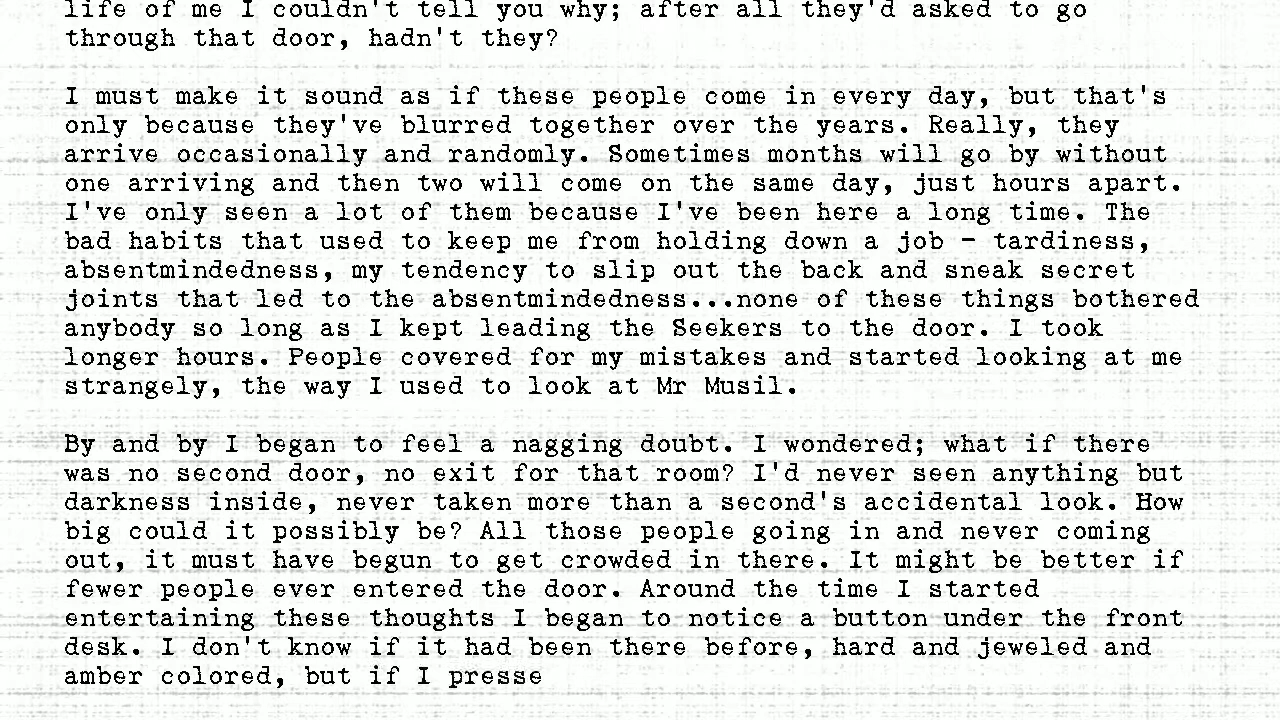 life of me I couldn't tell you why; after all they'd asked to go
through that door, hadn't they?
I must make it sound as if these people come in every day, but that's
only because they've blurred together over the years. Really, they
arrive occasionally and randomly. Sometimes months will go by without
one arriving and then two will come on the same day, just hours apart.
I've only seen a lot of them because I've been here a long time. The
bad habits that used to keep me from holding down a job - tardiness,
absentmindedness, my tendency to slip out the back and sneak secret
joints that led to the absentmindedness...none of these things bothered
anybody so long as I kept leading the Seekers to the door. I took
longer hours. People covered for my mistakes and started looking at me
strangely, the way I used to look at Mr Musil.
By and by I began to feel a nagging doubt. I wondered; what if there
was no second door, no exit for that room? I'd never seen anything but
darkness inside, never taken more than a second's accidental look. How
big could it possibly be? All those people going in and never coming
out, it must have begun to get crowded in there. It might be better if
fewer people ever entered the door. Around the time I started
entertaining these thoughts I began to notice a button under the front
desk. I don't know if it had been there before, hard and jeweled and
amber colored, but if I presse